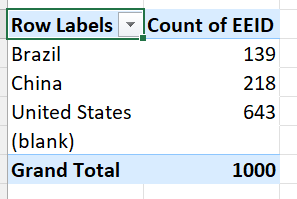 Row Labels Count of EEID
Brazil 139
China 218
United States 643
(blank)
Grand Total 1000